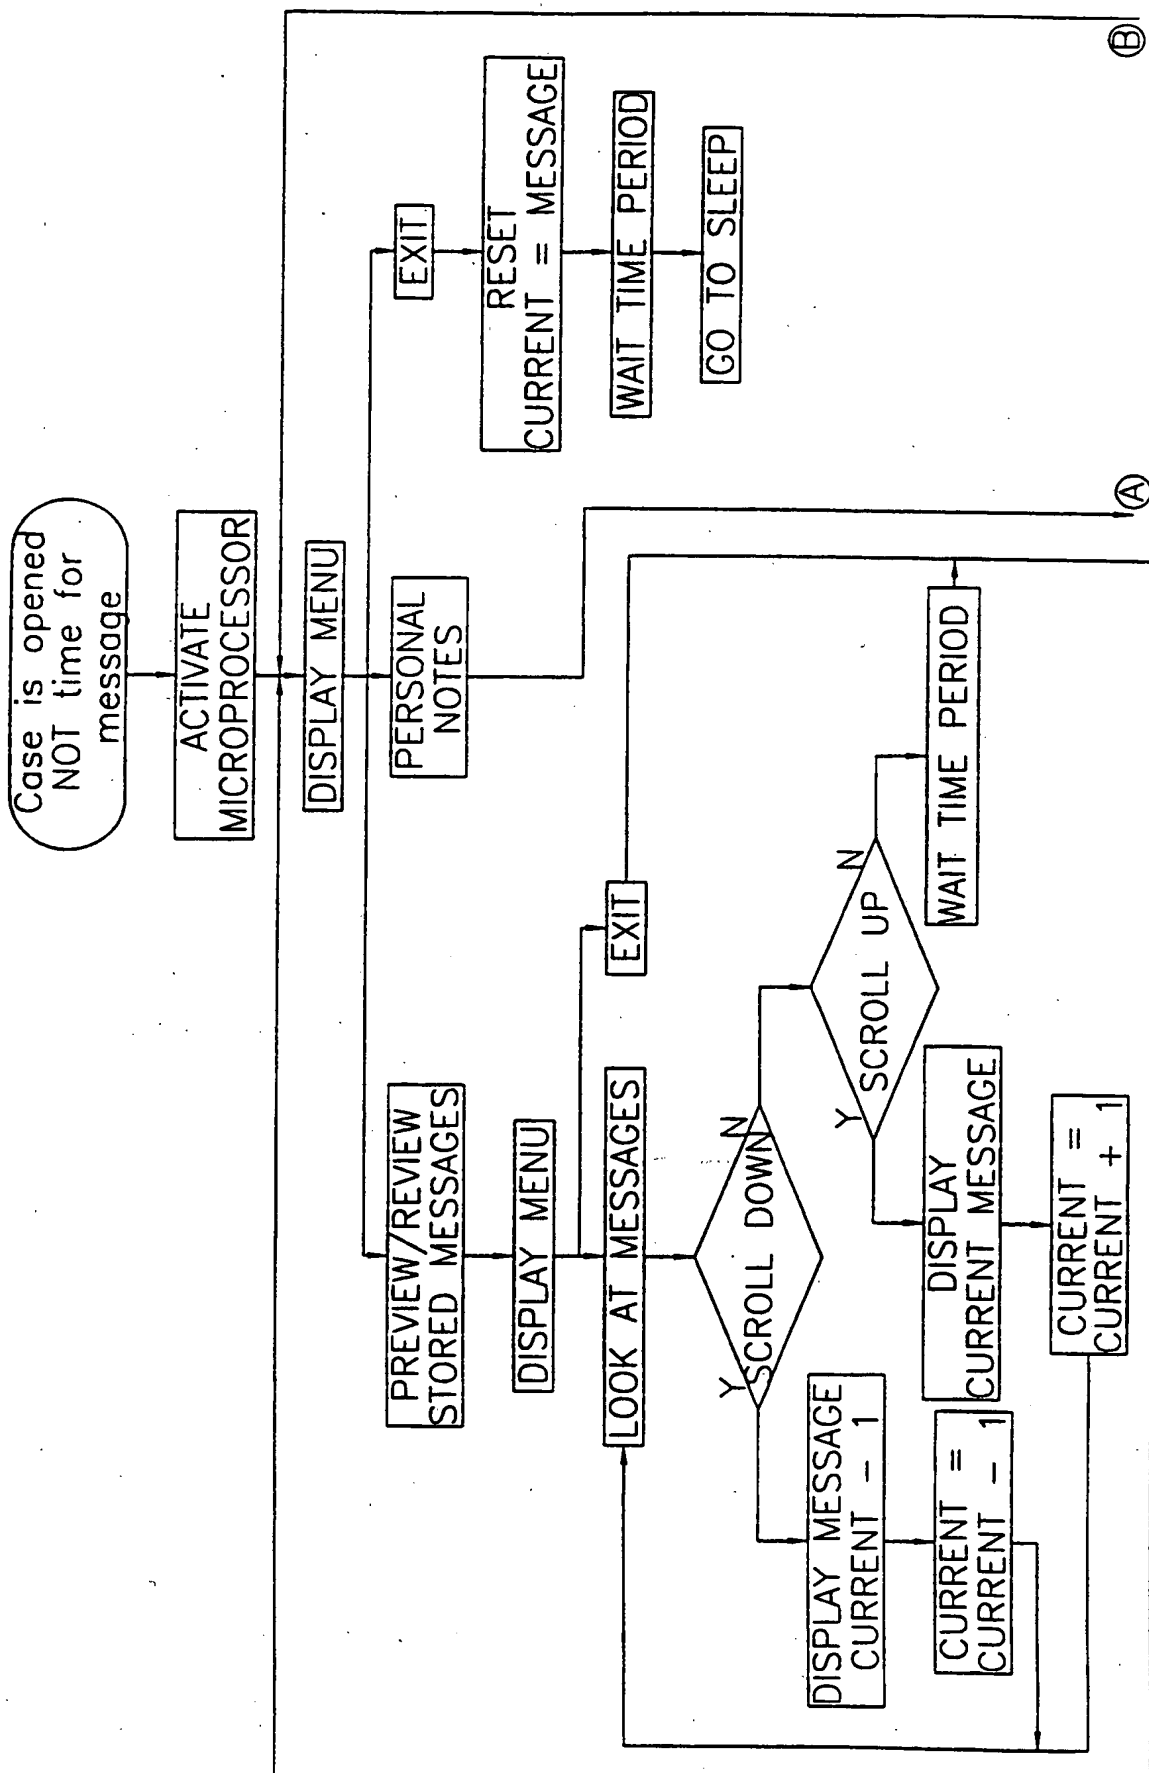 Case is opened
NOT time for
message
ACTIVATE
MICROPROCESSOR
DISPLAY MENU
PREVIEW/REVIEW
STORED MESSAGES
PERSONAL
NOTES
EXIT
DISPLAY MENU
RESET
CURRENT = MESSAGE
LOOK AT MESSAGES
EXIT
WAIT TIME PERIOD
GO TO SLEEP
Y
SCROLL DOWN
N
Y
SCROLL UP
N
DISPLAY MESSAGE
CURRENT - 1
DISPLAY
CURRENT MESSAGE
WAIT TIME PERIOD
CURRENT =
CURRENT - 1
CURRENT =
CURRENT + 1
A
B